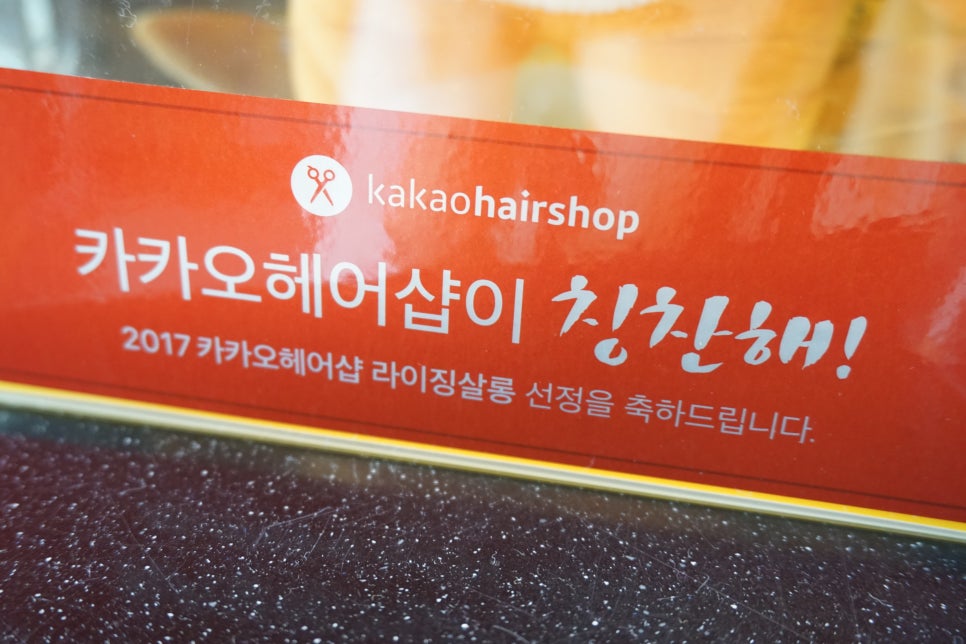 kakaohairshop
카카오헤어샵이 칭찬해!
2017 카카오헤어샵 라이징살롱 선정을 축하드립니다.